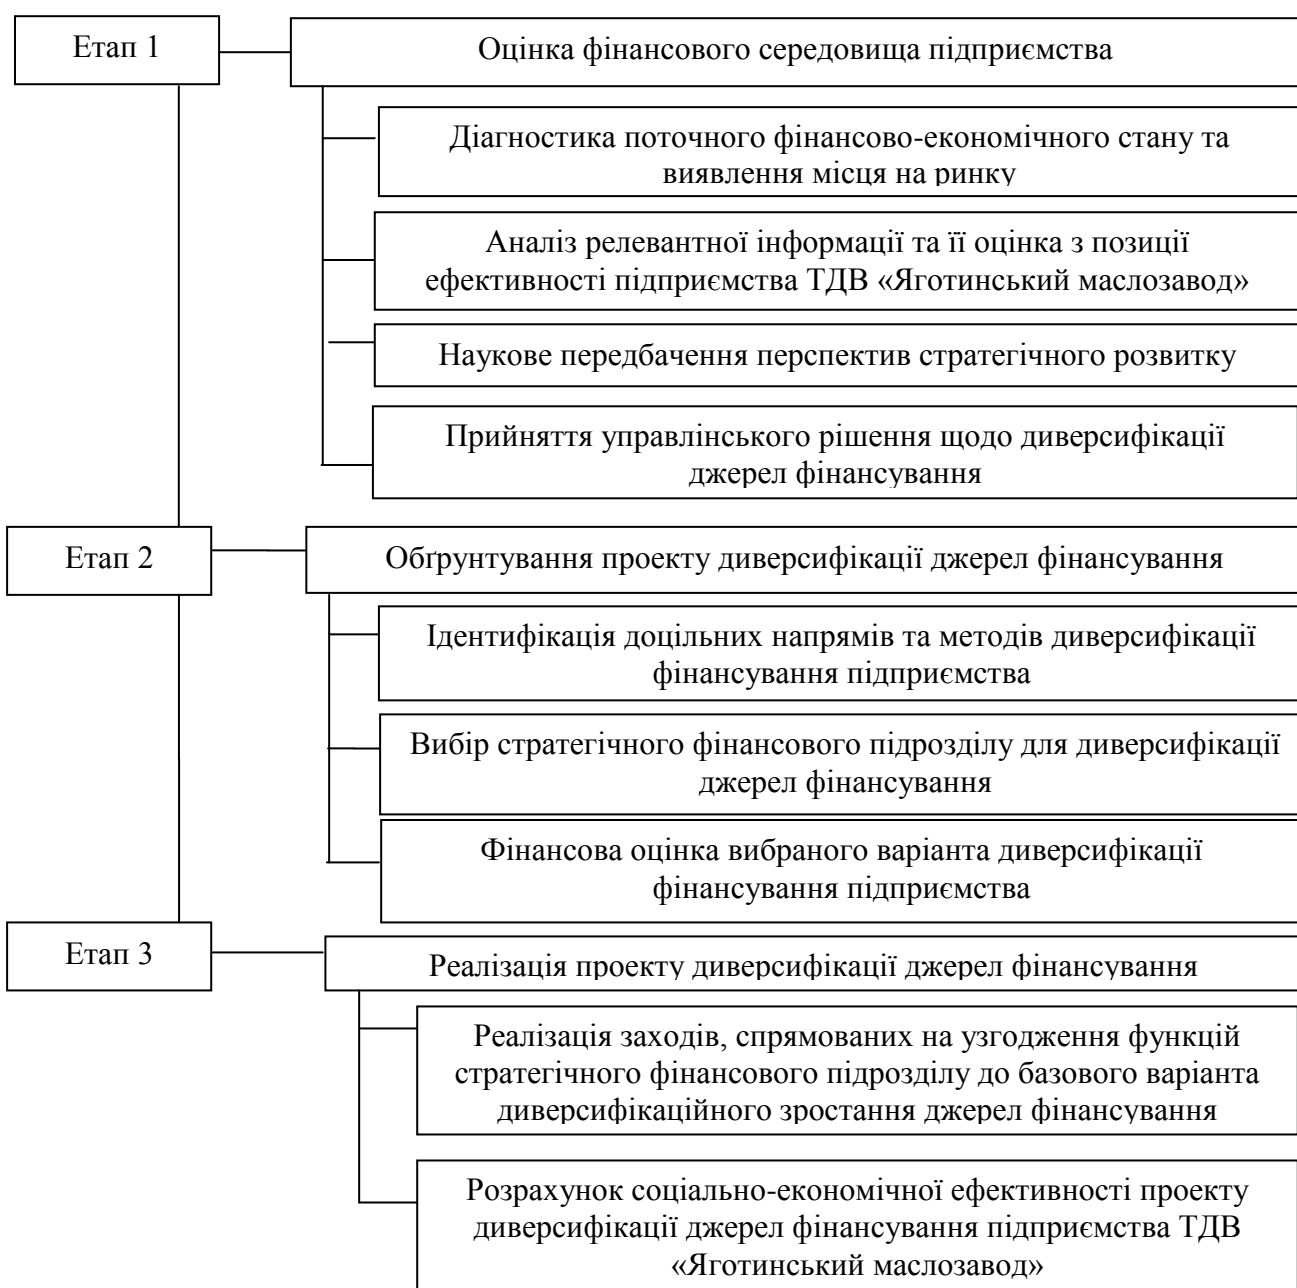 Етап 1
Оцінка фінансового середовища підприємства
Діагностика поточного фінансово-економічного стану та
виявлення місця на ринку
Аналіз релевантної інформації та її оцінка з позиції
ефективності підприємства ТДВ «Яготинський маслозавод»
Наукове передбачення перспектив стратегічного розвитку
Прийняття управлінського рішення щодо диверсифікації
джерел фінансування
Етап 2
Обґрунтування проекту диверсифікації джерел фінансування
Ідентифікація доцільних напрямів та методів диверсифікації
фінансування підприємства
Вибір стратегічного фінансового підрозділу для диверсифікації
джерел фінансування
Фінансова оцінка вибраного варіанта диверсифікації
фінансування підприємства
Етап 3
Реалізація проекту диверсифікації джерел фінансування
Реалізація заходів, спрямованих на узгодження функцій
стратегічного фінансового підрозділу до базового варіанта
диверсифікаційного зростання джерел фінансування
Розрахунок соціально-економічної ефективності проекту
диверсифікації джерел фінансування підприємства ТДВ
«Яготинський маслозавод»